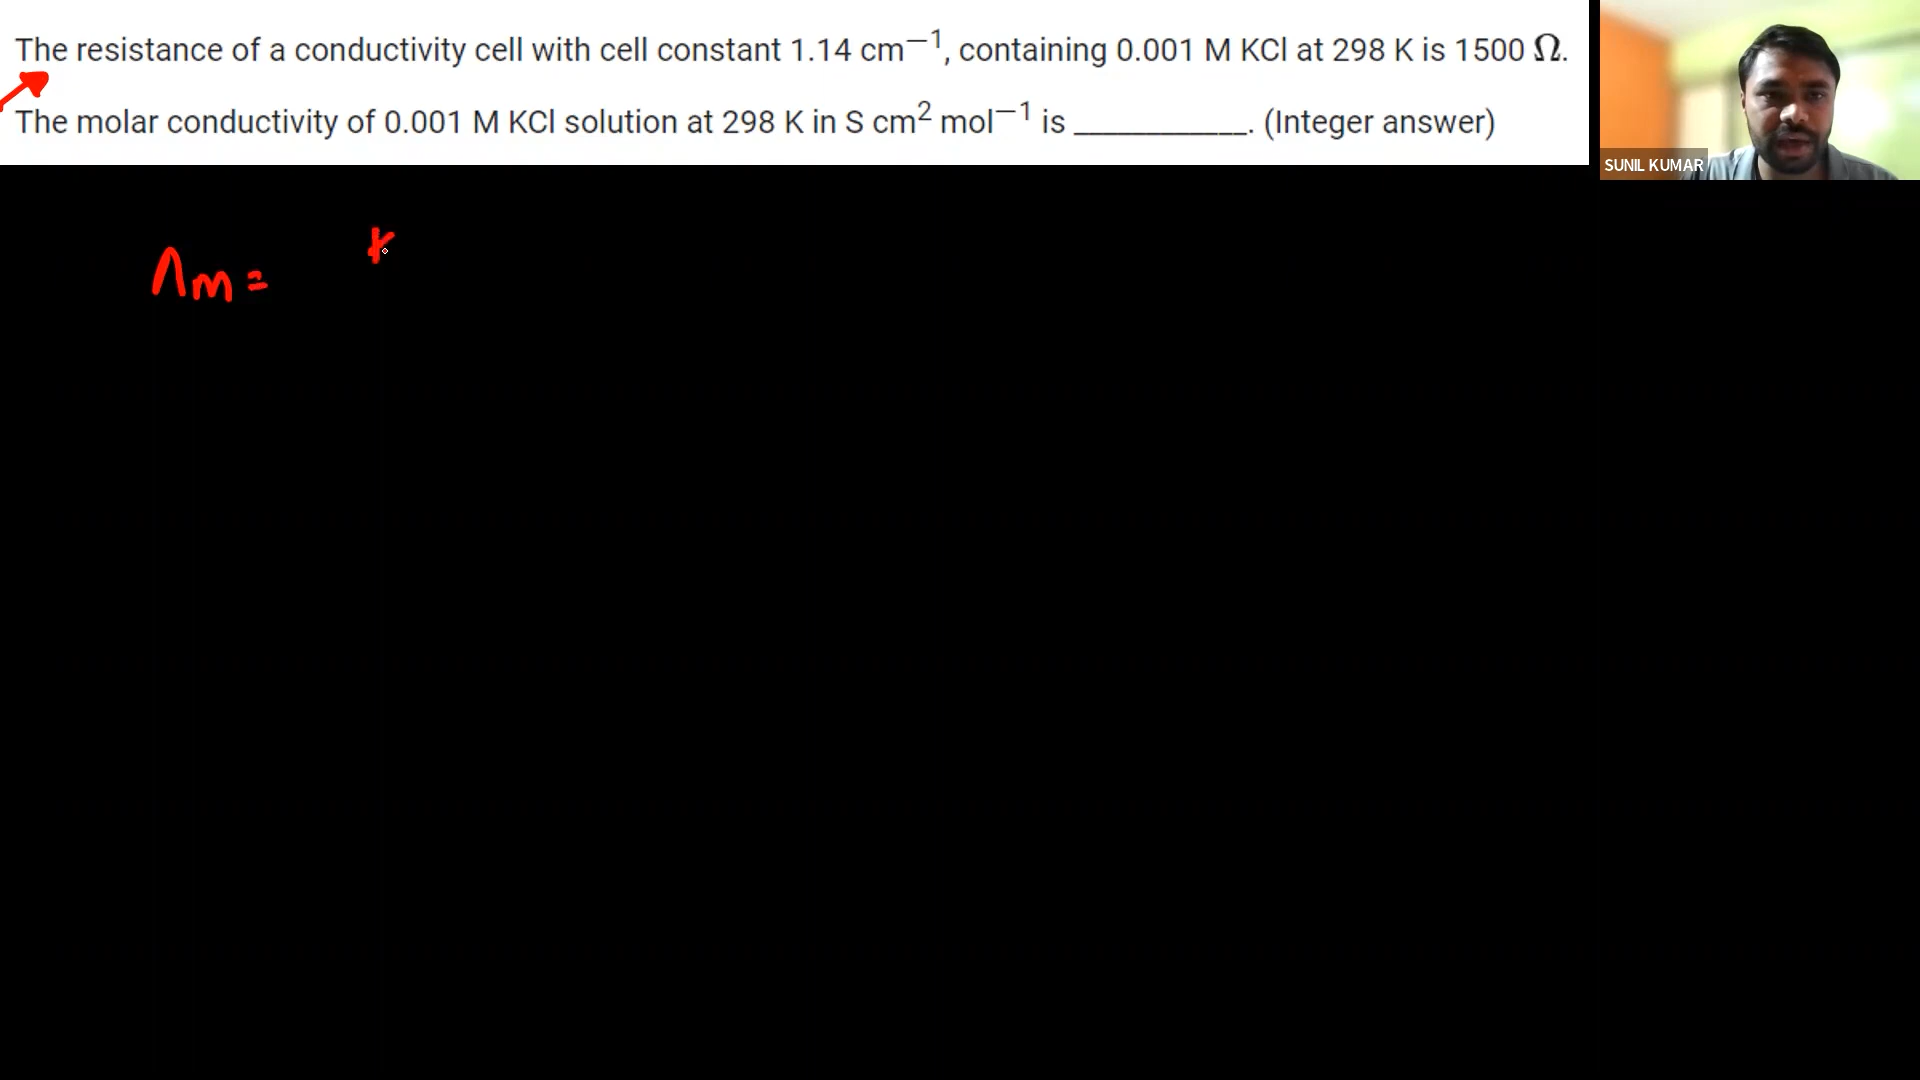 The resistance of a conductivity cell with cell constant 1.14 cm⁻¹, containing 0.001 M KCl at 298 K is 1500 Ω.
The molar conductivity of 0.001 M KCl solution at 298 K in S cm² mol⁻¹ is ____________. (Integer answer)
SUNIL KUMAR
Λm = K